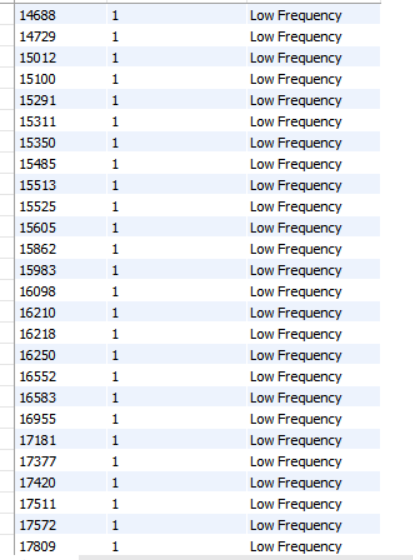 14688 1 Low Frequency
14729 1 Low Frequency
15012 1 Low Frequency
15100 1 Low Frequency
15291 1 Low Frequency
15311 1 Low Frequency
15350 1 Low Frequency
15485 1 Low Frequency
15513 1 Low Frequency
15525 1 Low Frequency
15605 1 Low Frequency
15862 1 Low Frequency
15983 1 Low Frequency
16098 1 Low Frequency
16210 1 Low Frequency
16218 1 Low Frequency
16250 1 Low Frequency
16552 1 Low Frequency
16583 1 Low Frequency
16955 1 Low Frequency
17181 1 Low Frequency
17377 1 Low Frequency
17420 1 Low Frequency
17511 1 Low Frequency
17572 1 Low Frequency
17809 1 Low Frequency